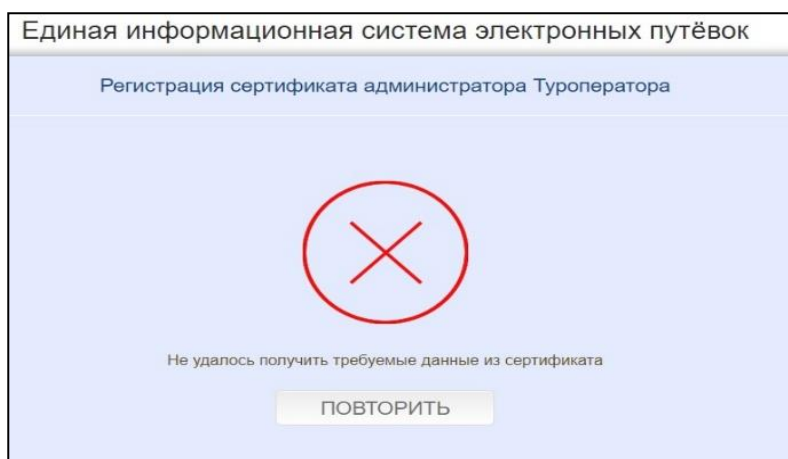 Единая информационная система электронных путёвок
Регистрация сертификата администратора Туроператора
Не удалось получить требуемые данные из сертификата
ПОВТОРИТЬ